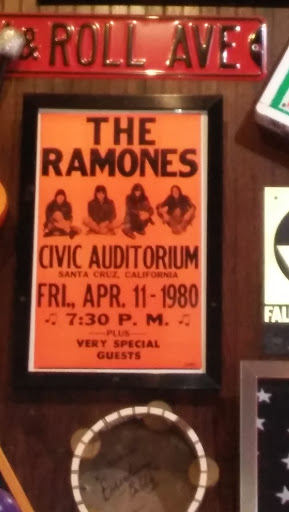 & ROLL AVE
THE
RAMONES
CIVIC AUDITORIUM
SANTA CRUZ, CALIFORNIA
FRI., APR. 11-1980
♫ 7:30 P. M. ♫
—PLUS—
VERY SPECIAL
GUESTS
FAL